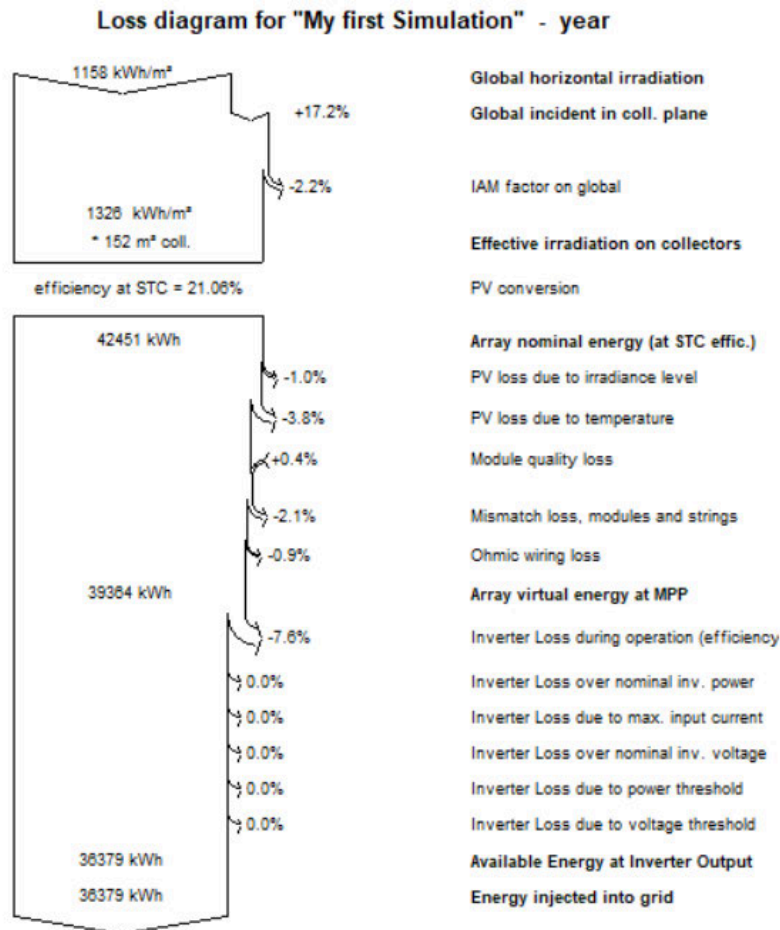 Loss diagram for "My first Simulation" - year
1158 kWh/m² Global horizontal irradiation
+17.2% Global incident in coll. plane
-2.2% IAM factor on global
1326 kWh/m²
* 152 m² coll. Effective irradiation on collectors
efficiency at STC = 21.06% PV conversion
42451 kWh Array nominal energy (at STC effic.)
-1.0% PV loss due to irradiance level
-3.8% PV loss due to temperature
+0.4% Module quality loss
-2.1% Mismatch loss, modules and strings
-0.9% Ohmic wiring loss
39364 kWh Array virtual energy at MPP
-7.6% Inverter Loss during operation (efficiency
0.0% Inverter Loss over nominal inv. power
0.0% Inverter Loss due to max. input current
0.0% Inverter Loss over nominal inv. voltage
0.0% Inverter Loss due to power threshold
0.0% Inverter Loss due to voltage threshold
36379 kWh Available Energy at Inverter Output
36379 kWh Energy injected into grid